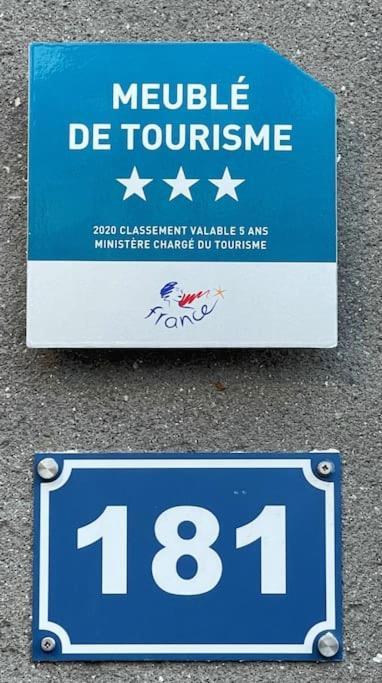 MEUBLÉ
DE TOURISME
★★★
2020 CLASSEMENT VALABLE 5 ANS
MINISTÈRE CHARGÉ DU TOURISME
france
181